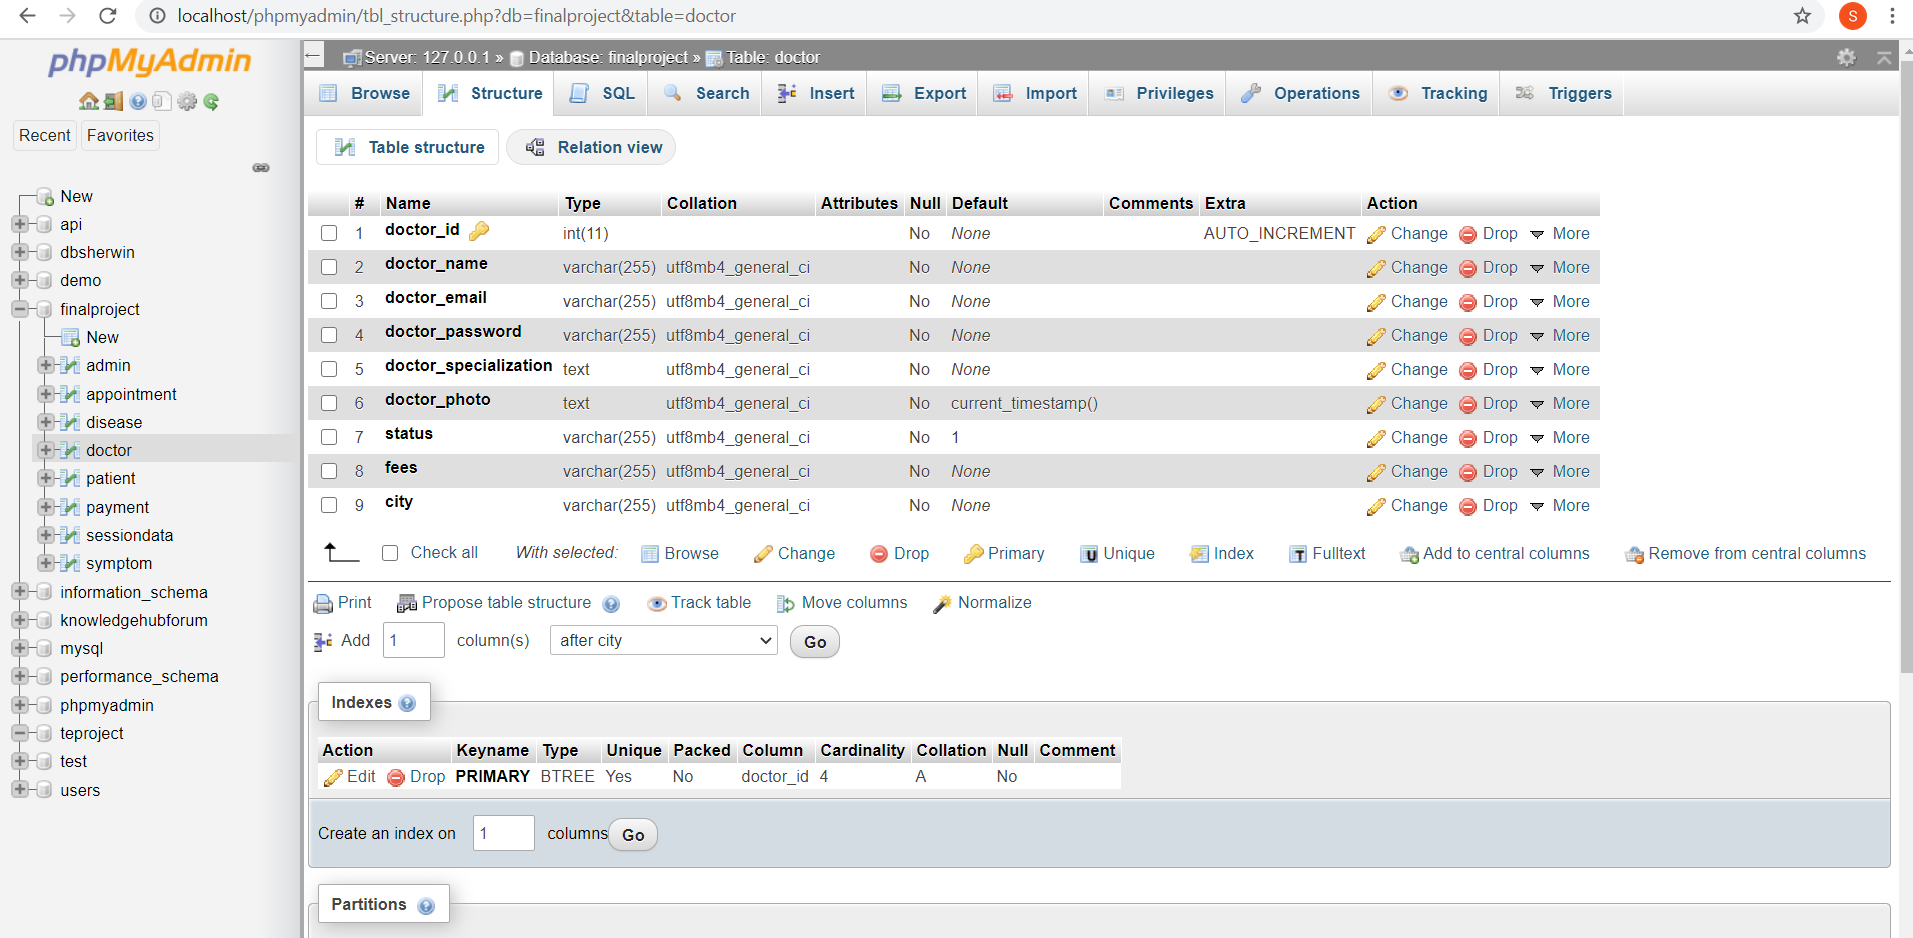 localhost/phpmyadmin/tbl_structure.php?db=finalproject&table=doctor
S
phpMyAdmin
Recent Favorites
New
api
dbsherwin
demo
finalproject
New
admin
appointment
disease
doctor
patient
payment
sessiondata
symptom
information_schema
knowledgehubforum
mysql
performance_schema
phpmyadmin
teproject
test
users
Server: 127.0.0.1 » Database: finalproject » Table: doctor
Browse Structure SQL Search Insert Export Import Privileges Operations Tracking Triggers
Table structure Relation view
# Name Type Collation Attributes Null Default Comments Extra Action
1 doctor_id int(11) No None AUTO_INCREMENT Change Drop More
2 doctor_name varchar(255) utf8mb4_general_ci No None Change Drop More
3 doctor_email varchar(255) utf8mb4_general_ci No None Change Drop More
4 doctor_password varchar(255) utf8mb4_general_ci No None Change Drop More
5 doctor_specialization text utf8mb4_general_ci No None Change Drop More
6 doctor_photo text utf8mb4_general_ci No current_timestamp() Change Drop More
7 status varchar(255) utf8mb4_general_ci No 1 Change Drop More
8 fees varchar(255) utf8mb4_general_ci No None Change Drop More
9 city varchar(255) utf8mb4_general_ci No None Change Drop More
Check all With selected: Browse Change Drop Primary Unique Index Fulltext Add to central columns Remove from central columns
Print Propose table structure Track table Move columns Normalize
Add 1 column(s) after city Go
Indexes
Action Keyname Type Unique Packed Column Cardinality Collation Null Comment
Edit Drop PRIMARY BTREE Yes No doctor_id 4 A No
Create an index on 1 columns Go
Partitions